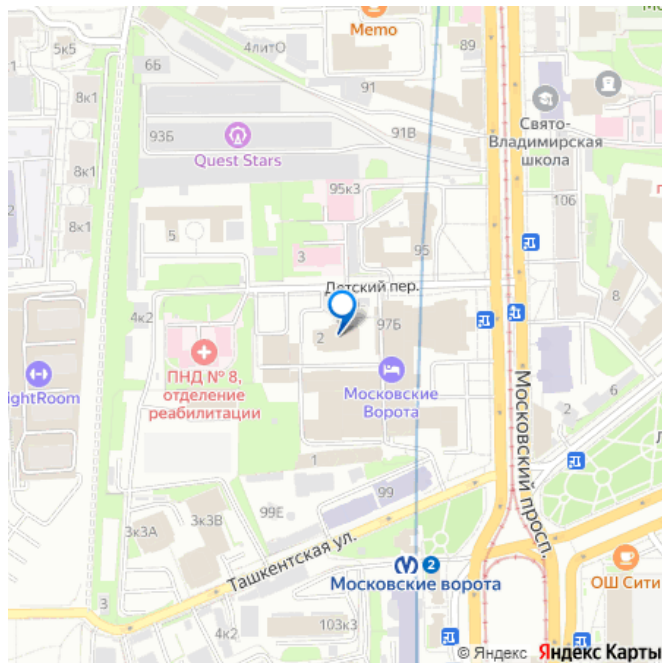 5к5
4литО
Memo
89
6Б
91
8к1
93Б
Quest Stars
91В
Свято-
Владимирская
школа
8к1
95к3
106
2
8к1
5
3
95
Детский пер.
8
4к2
2
97Б
ПНД № 8,
отделение
реабилитации
Московские
Ворота
ightRoom
2
6
Московский просп.
1
99
99Е
3к3А
3к3В
Ташкентская ул.
2
Московские ворота
ОШ Сити
3
4к2
103к3
© Яндекс Яндекс Карты